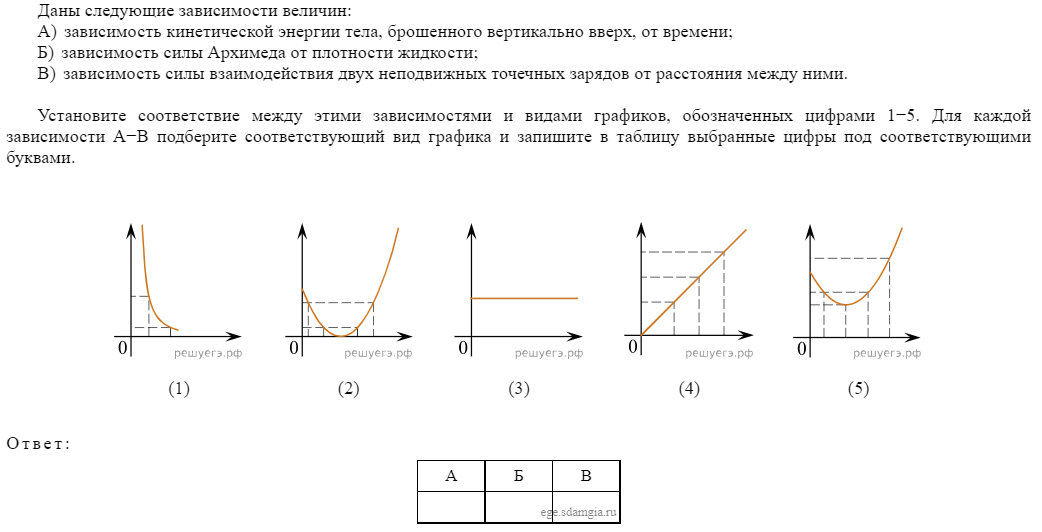 Даны следующие зависимости величин:
А) зависимость кинетической энергии тела, брошенного вертикально вверх, от времени;
Б) зависимость силы Архимеда от плотности жидкости;
В) зависимость силы взаимодействия двух неподвижных точечных зарядов от расстояния между ними.
Установите соответствие между этими зависимостями и видами графиков, обозначенных цифрами 1−5. Для каждой
зависимости А−В подберите соответствующий вид графика и запишите в таблицу выбранные цифры под соответствующими
буквами.
0 0 0 0 0
решуегэ.рф решуегэ.рф решуегэ.рф решуегэ.рф решуегэ.рф
(1) (2) (3) (4) (5)
Ответ:
А Б В
ege.sdamgia.ru